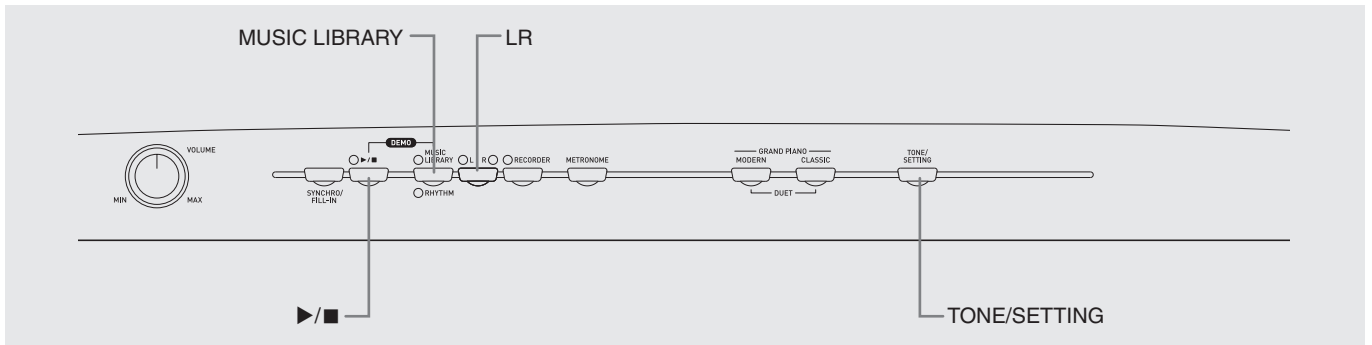 MUSIC LIBRARY
LR
DEMO
VOLUME
MIN
MAX
▶/■
MUSIC
LIBRARY
L R
RECORDER
METRONOME
GRAND PIANO
MODERN
CLASSIC
TONE/
SETTING
SYNCHRO/
FILL-IN
RHYTHM
DUET
▶/■
TONE/SETTING